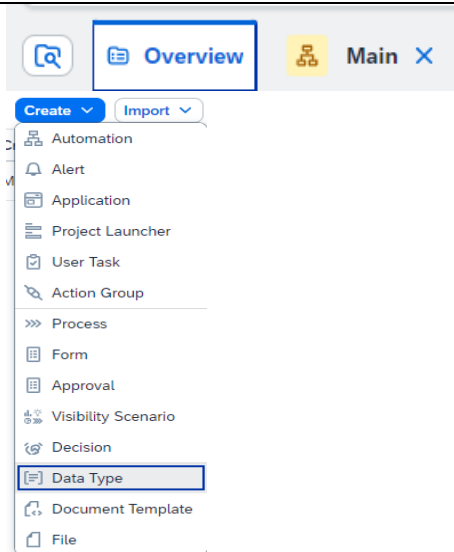 Overview Main
Create Import
Automation
Alert
Application
Project Launcher
User Task
Action Group
Process
Form
Approval
Visibility Scenario
Decision
Data Type
Document Template
File